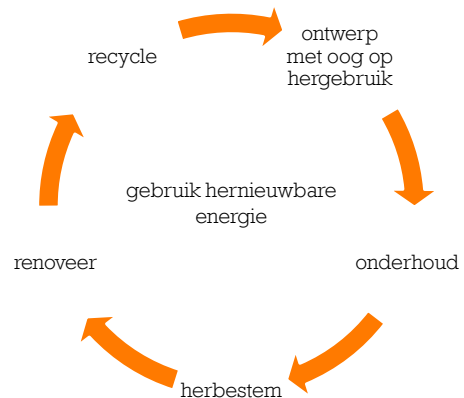 recycle
ontwerp
met oog op
hergebruik
gebruik hernieuwbare
energie
renoveer
onderhoud
herbestem